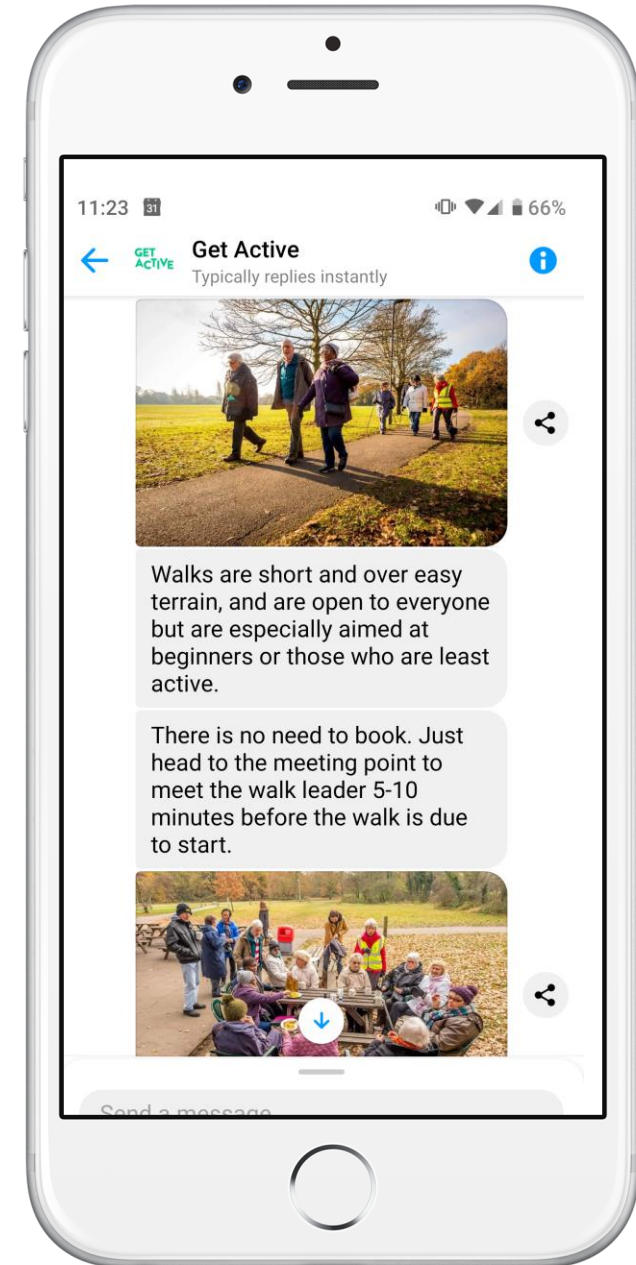 11:23 31 66%
GET
ACTIVE
Get Active
Typically replies instantly
Walks are short and over easy
terrain, and are open to everyone
but are especially aimed at
beginners or those who are least
active.
There is no need to book. Just
head to the meeting point to
meet the walk leader 5-10
minutes before the walk is due
to start.
Send a message